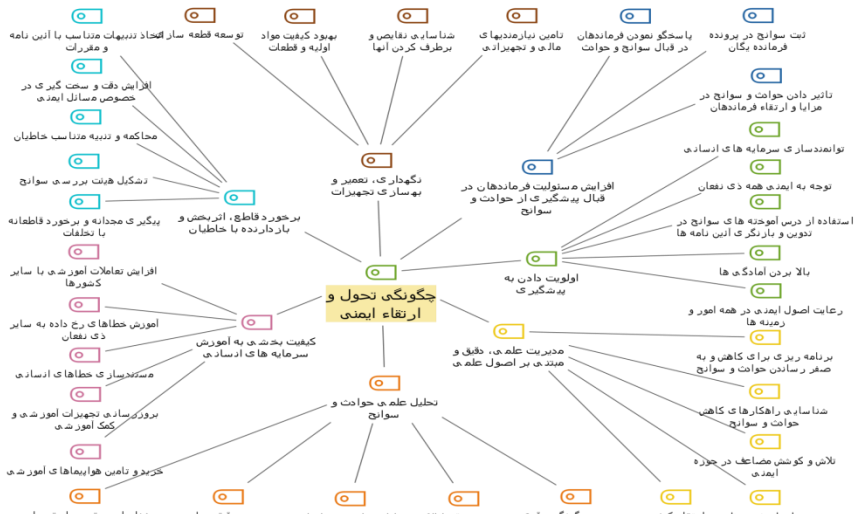 اتخاذ تنبیهات متناسب با آئین نامه
و مقررات
توسعه قطعه سازی
بهبود کیفیت مواد
اولیه و قطعات
شناسایی نقایص و
برطرف کردن آنها
تامین نیازمندیهای
مالی و تجهیزاتی
پاسخگو نمودن فرماندهان
در قبال سوانح و حوادث
ثبت سوانح در پرونده
فرمانده یگان
افزایش دقت و سخت گیری در
خصوص مسائل ایمنی
تاثیر دادن حوادث و سوانح در
مزایا و ارتقاء فرماندهان
محاکمه و تنبیه متناسب خاطیان
توانمندسازی سرمایه های انسانی
تشکیل هیئت بررسی سوانح
نگهداری، تعمیر و
بهسازی تجهیزات
افزایش مسئولیت فرماندهان در
قبال پیشگیری از حوادث و
سوانح
توجه به ایمنی همه ذی نفعان
پیگیری مجدانه و برخورد قاطعانه
با تخلفات
برخورد قاطع، اثربخش و
بازدارنده با خاطیان
استفاده از درس آموخته های سوانح در
تدوین و بازنگری آئین نامه ها
افزایش تعاملات آموزشی با سایر
کشورها
اولویت دادن به
پیشگیری
بالا بردن آمادگی ها
چگونگی تحول و
ارتقاء ایمنی
رعایت اصول ایمنی در همه امور و
زمینه ها
آموزش خطاهای رخ داده به سایر
ذی نفعان
کیفیت بخشی به آموزش
سرمایه های انسانی
مدیریت علمی، دقیق و
مبتنی بر اصول علمی
برنامه ریزی برای کاهش و به
صفر رساندن حوادث و سوانح
مستندسازی خطاهای انسانی
تحلیل علمی حوادث و
سوانح
بروزرسانی تجهیزات آموزشی و
کمک آموزشی
شناسایی راهکارهای کاهش
حوادث و سوانح
خرید و تامین هواپیماهای آموزشی
تلاش و کوشش مضاعف در حوزه
ایمنی